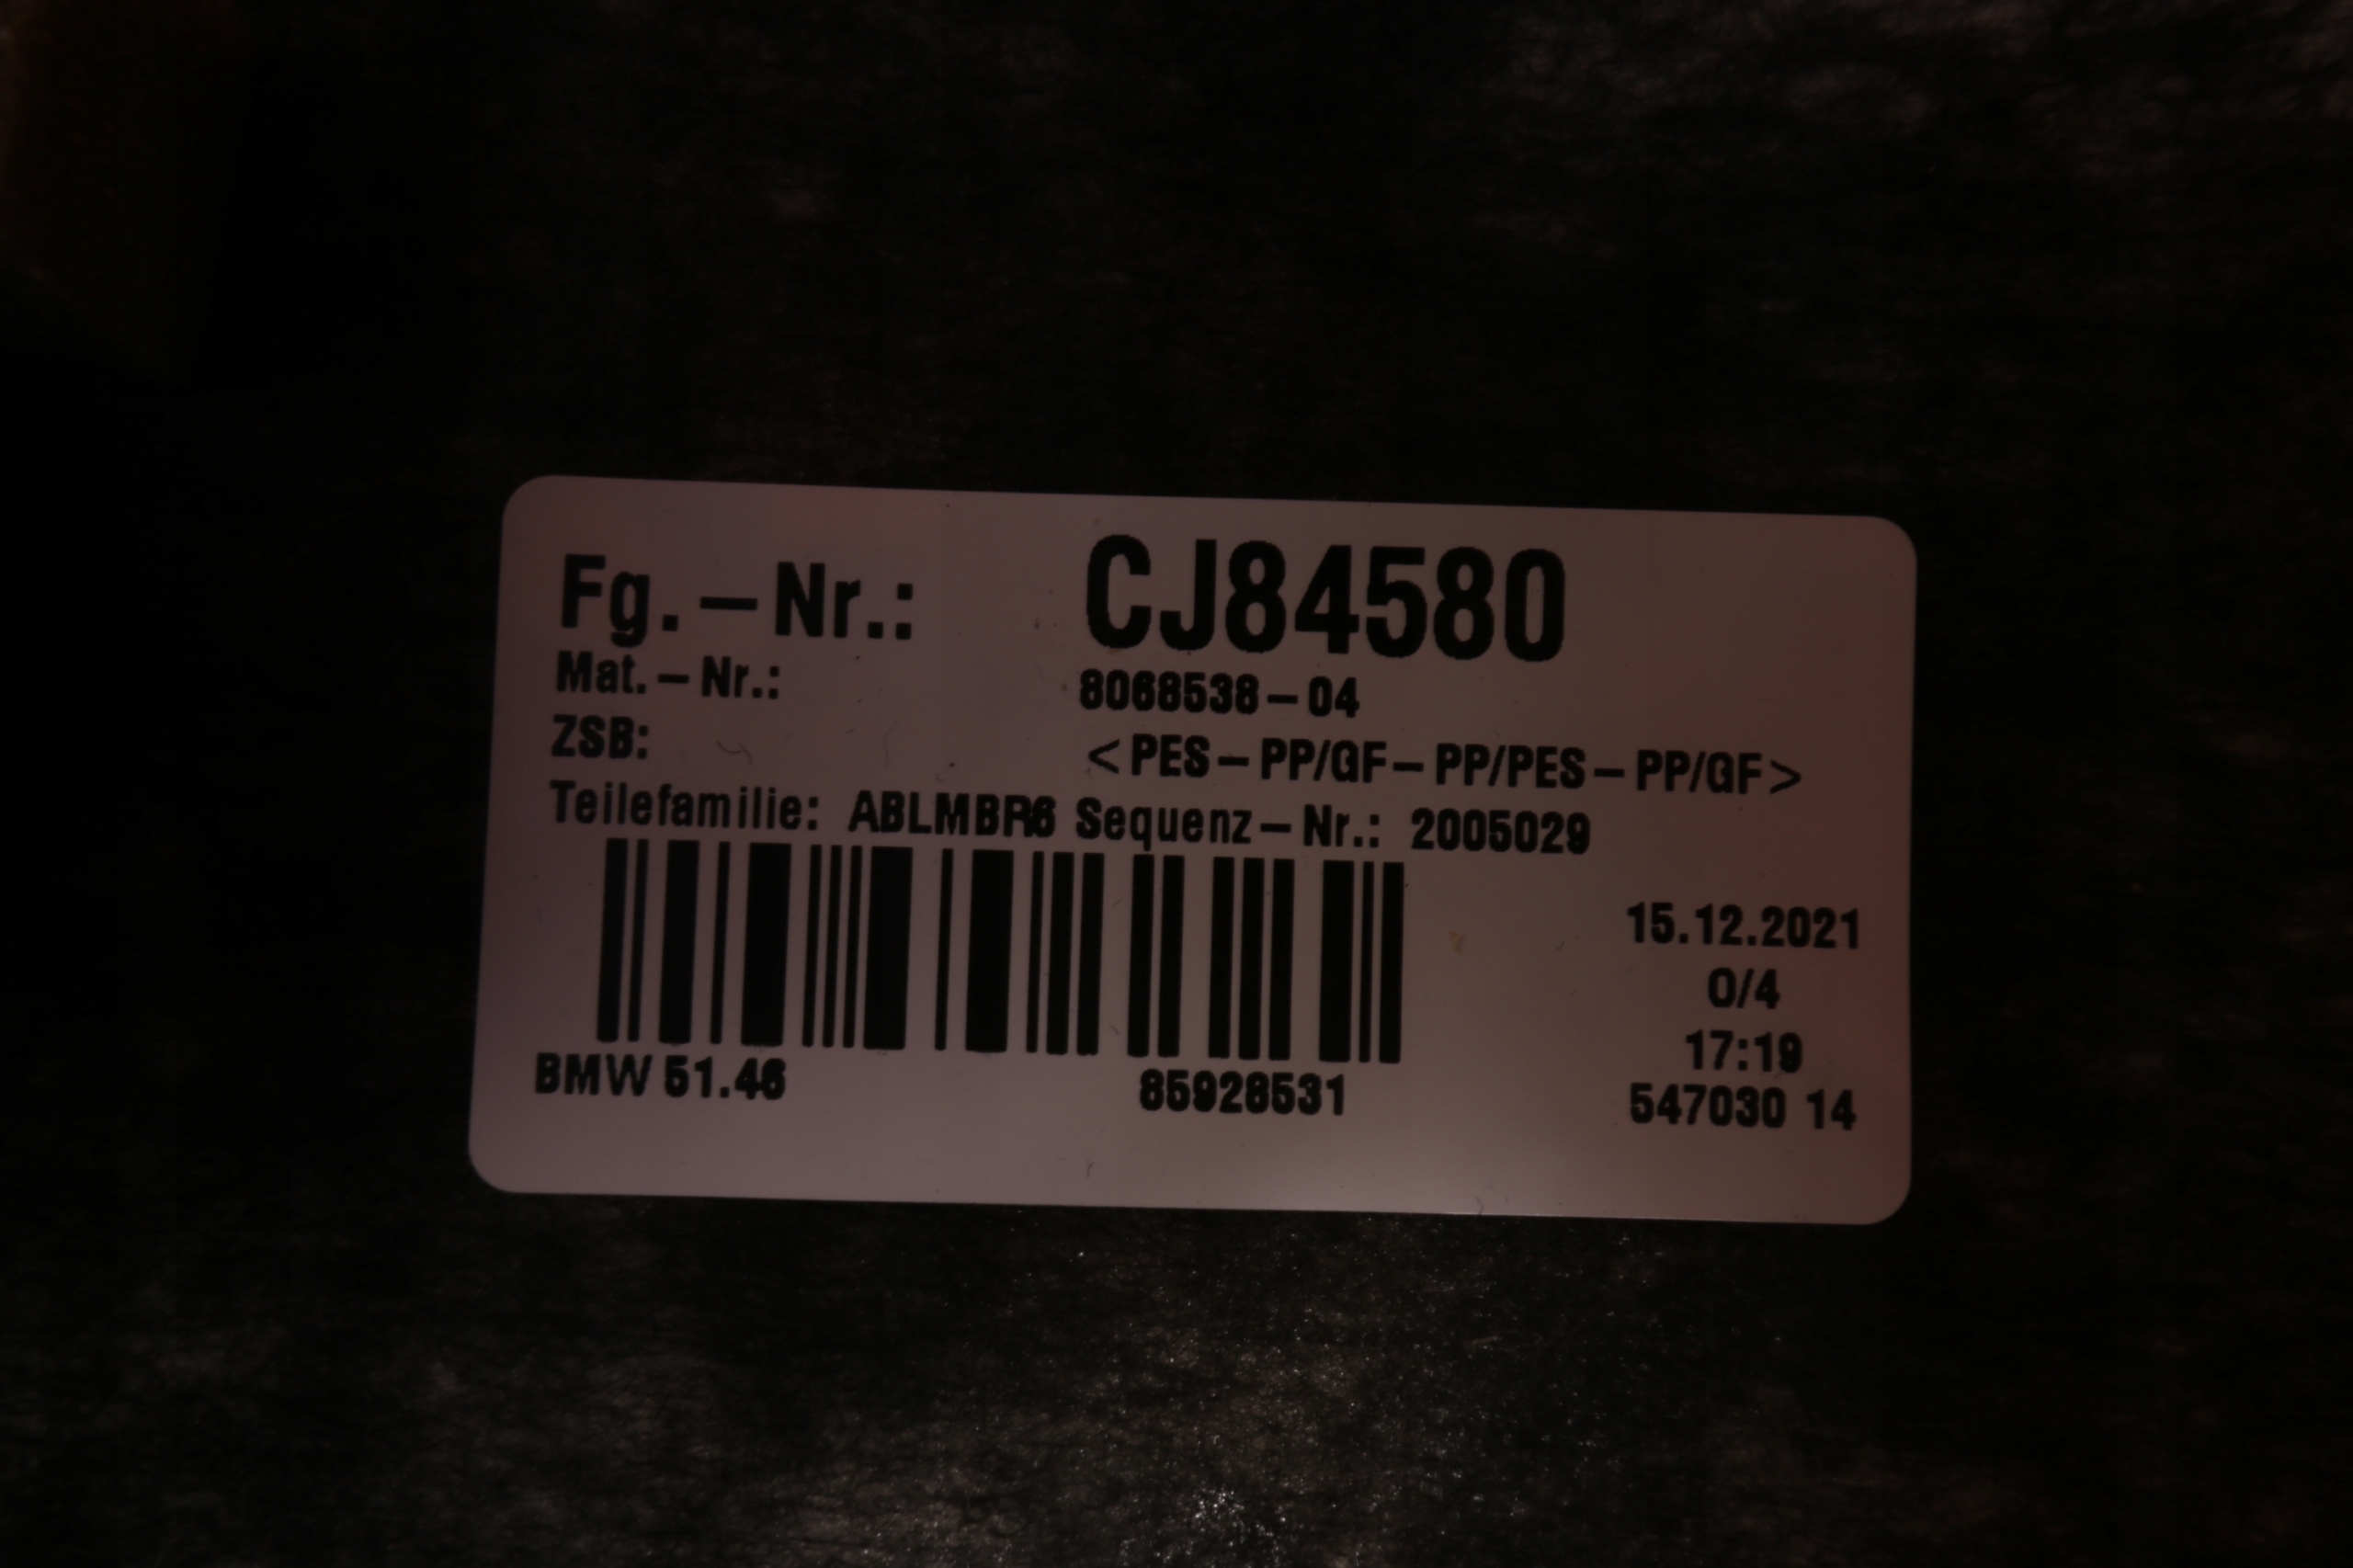 Fg.-Nr.: CJ84580
Mat.-Nr.: 8068538-04
ZSB: <PES-PP/GF-PP/PES-PP/GF>
Teilefamilie: ABLMBR6 Sequenz-Nr.: 2005029
15.12.2021
0/4
17:19
BMW 51.46 85928531 547030 14